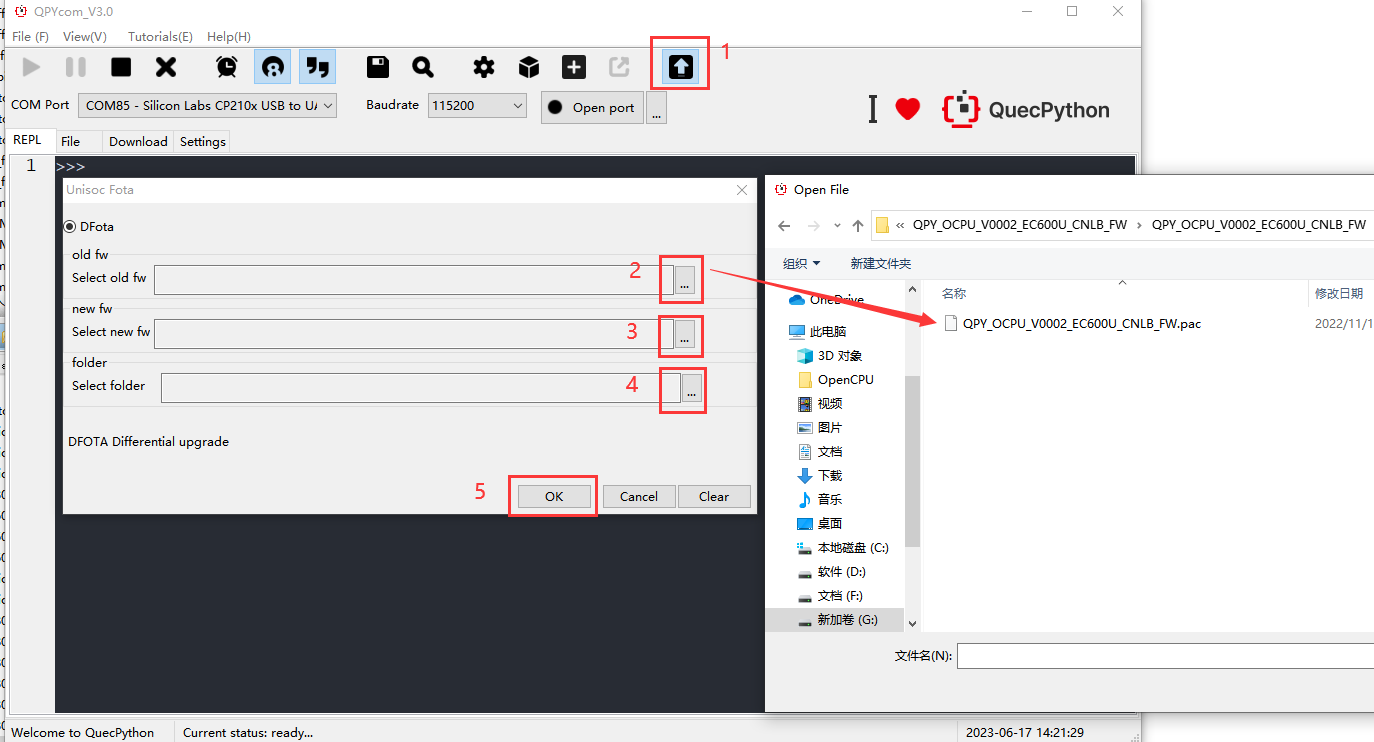 QPYcom_V3.0
File (F) View(V) Tutorials(E) Help(H)
1
COM Port COM85 - Silicon Labs CP210x USB to UA Baudrate 115200 Open port ...
QuecPython
REPL File Download Settings
1 >>>
Unisoc Fota
DFota
old fw
Select old fw 2 ...
new fw
Select new fw 3 ...
folder
Select folder 4 ...
DFOTA Differential upgrade
5 OK Cancel Clear
Open File
« QPY_OCPU_V0002_EC600U_CNLB_FW › QPY_OCPU_V0002_EC600U_CNLB_FW
组织 新建文件夹
名称 修改日期
QPY_OCPU_V0002_EC600U_CNLB_FW.pac 2022/11/1
OneDrive
此电脑
3D 对象
OpenCPU
视频
图片
文档
下载
音乐
桌面
本地磁盘 (C:)
软件 (D:)
文档 (F:)
新加卷 (G:)
文件名(N):
Welcome to QuecPython Current status: ready... 2023-06-17 14:21:29